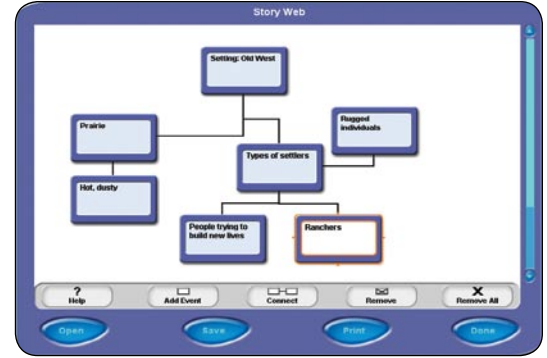 Story Web
Setting: Old West
Prairie
Rugged
individuals
Types of settlers
Hot, dusty
People trying to
build new lives
Ranchers
?
Help
Add Event
Connect
Remove
X
Remove All
Open
Save
Print
Done